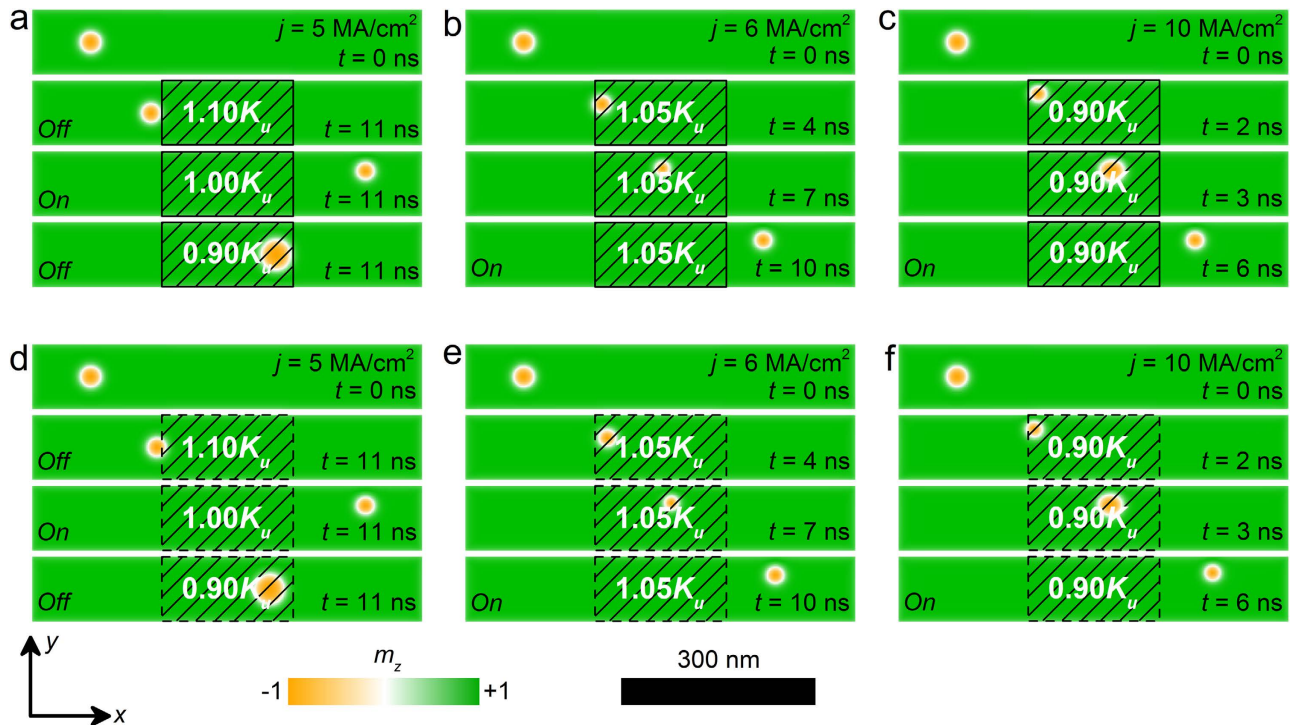 a
j = 5 MA/cm²
t = 0 ns
Off
1.10Kᵤ
t = 11 ns
On
1.00Kᵤ
t = 11 ns
Off
0.90Kᵤ
t = 11 ns
b
j = 6 MA/cm²
t = 0 ns
1.05Kᵤ
t = 4 ns
1.05Kᵤ
t = 7 ns
On
1.05Kᵤ
t = 10 ns
c
j = 10 MA/cm²
t = 0 ns
0.90Kᵤ
t = 2 ns
0.90Kᵤ
t = 3 ns
On
0.90Kᵤ
t = 6 ns
d
j = 5 MA/cm²
t = 0 ns
Off
1.10Kᵤ
t = 11 ns
On
1.00Kᵤ
t = 11 ns
Off
0.90Kᵤ
t = 11 ns
e
j = 6 MA/cm²
t = 0 ns
1.05Kᵤ
t = 4 ns
1.05Kᵤ
t = 7 ns
On
1.05Kᵤ
t = 10 ns
f
j = 10 MA/cm²
t = 0 ns
0.90Kᵤ
t = 2 ns
0.90Kᵤ
t = 3 ns
On
0.90Kᵤ
t = 6 ns
y
x
m_z
-1
+1
300 nm